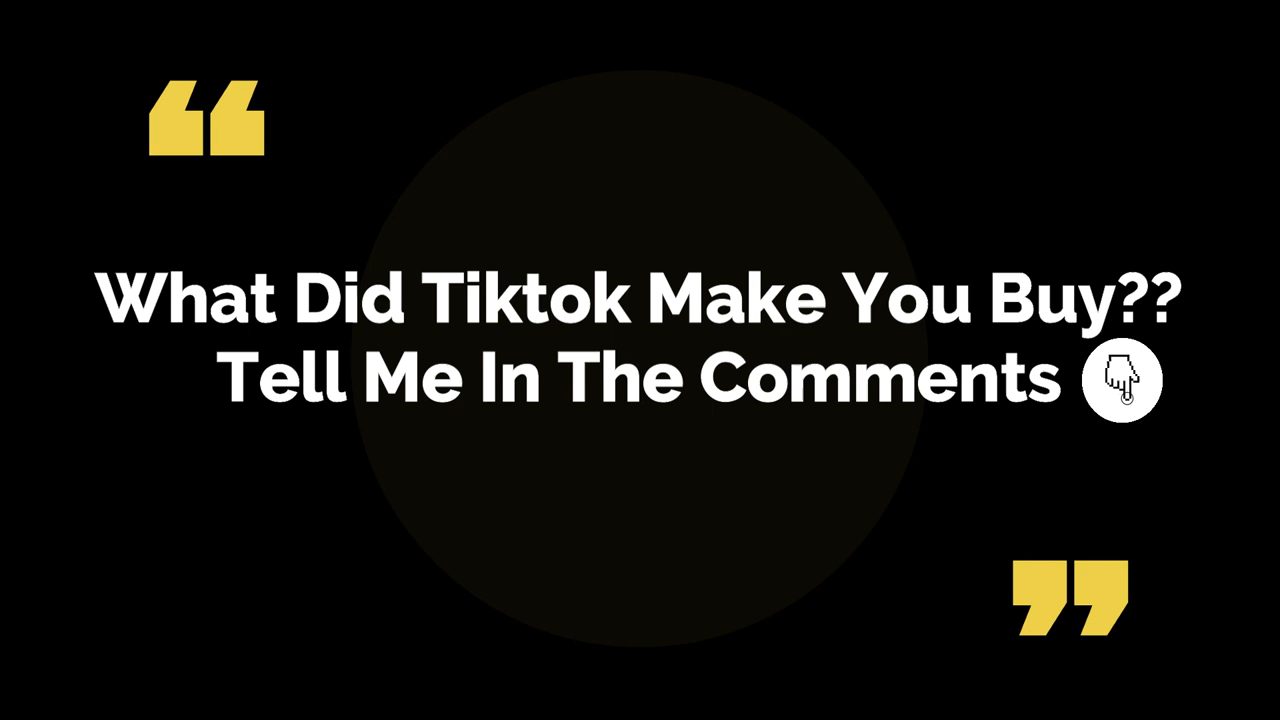 “
What Did Tiktok Make You Buy??
Tell Me In The Comments
”